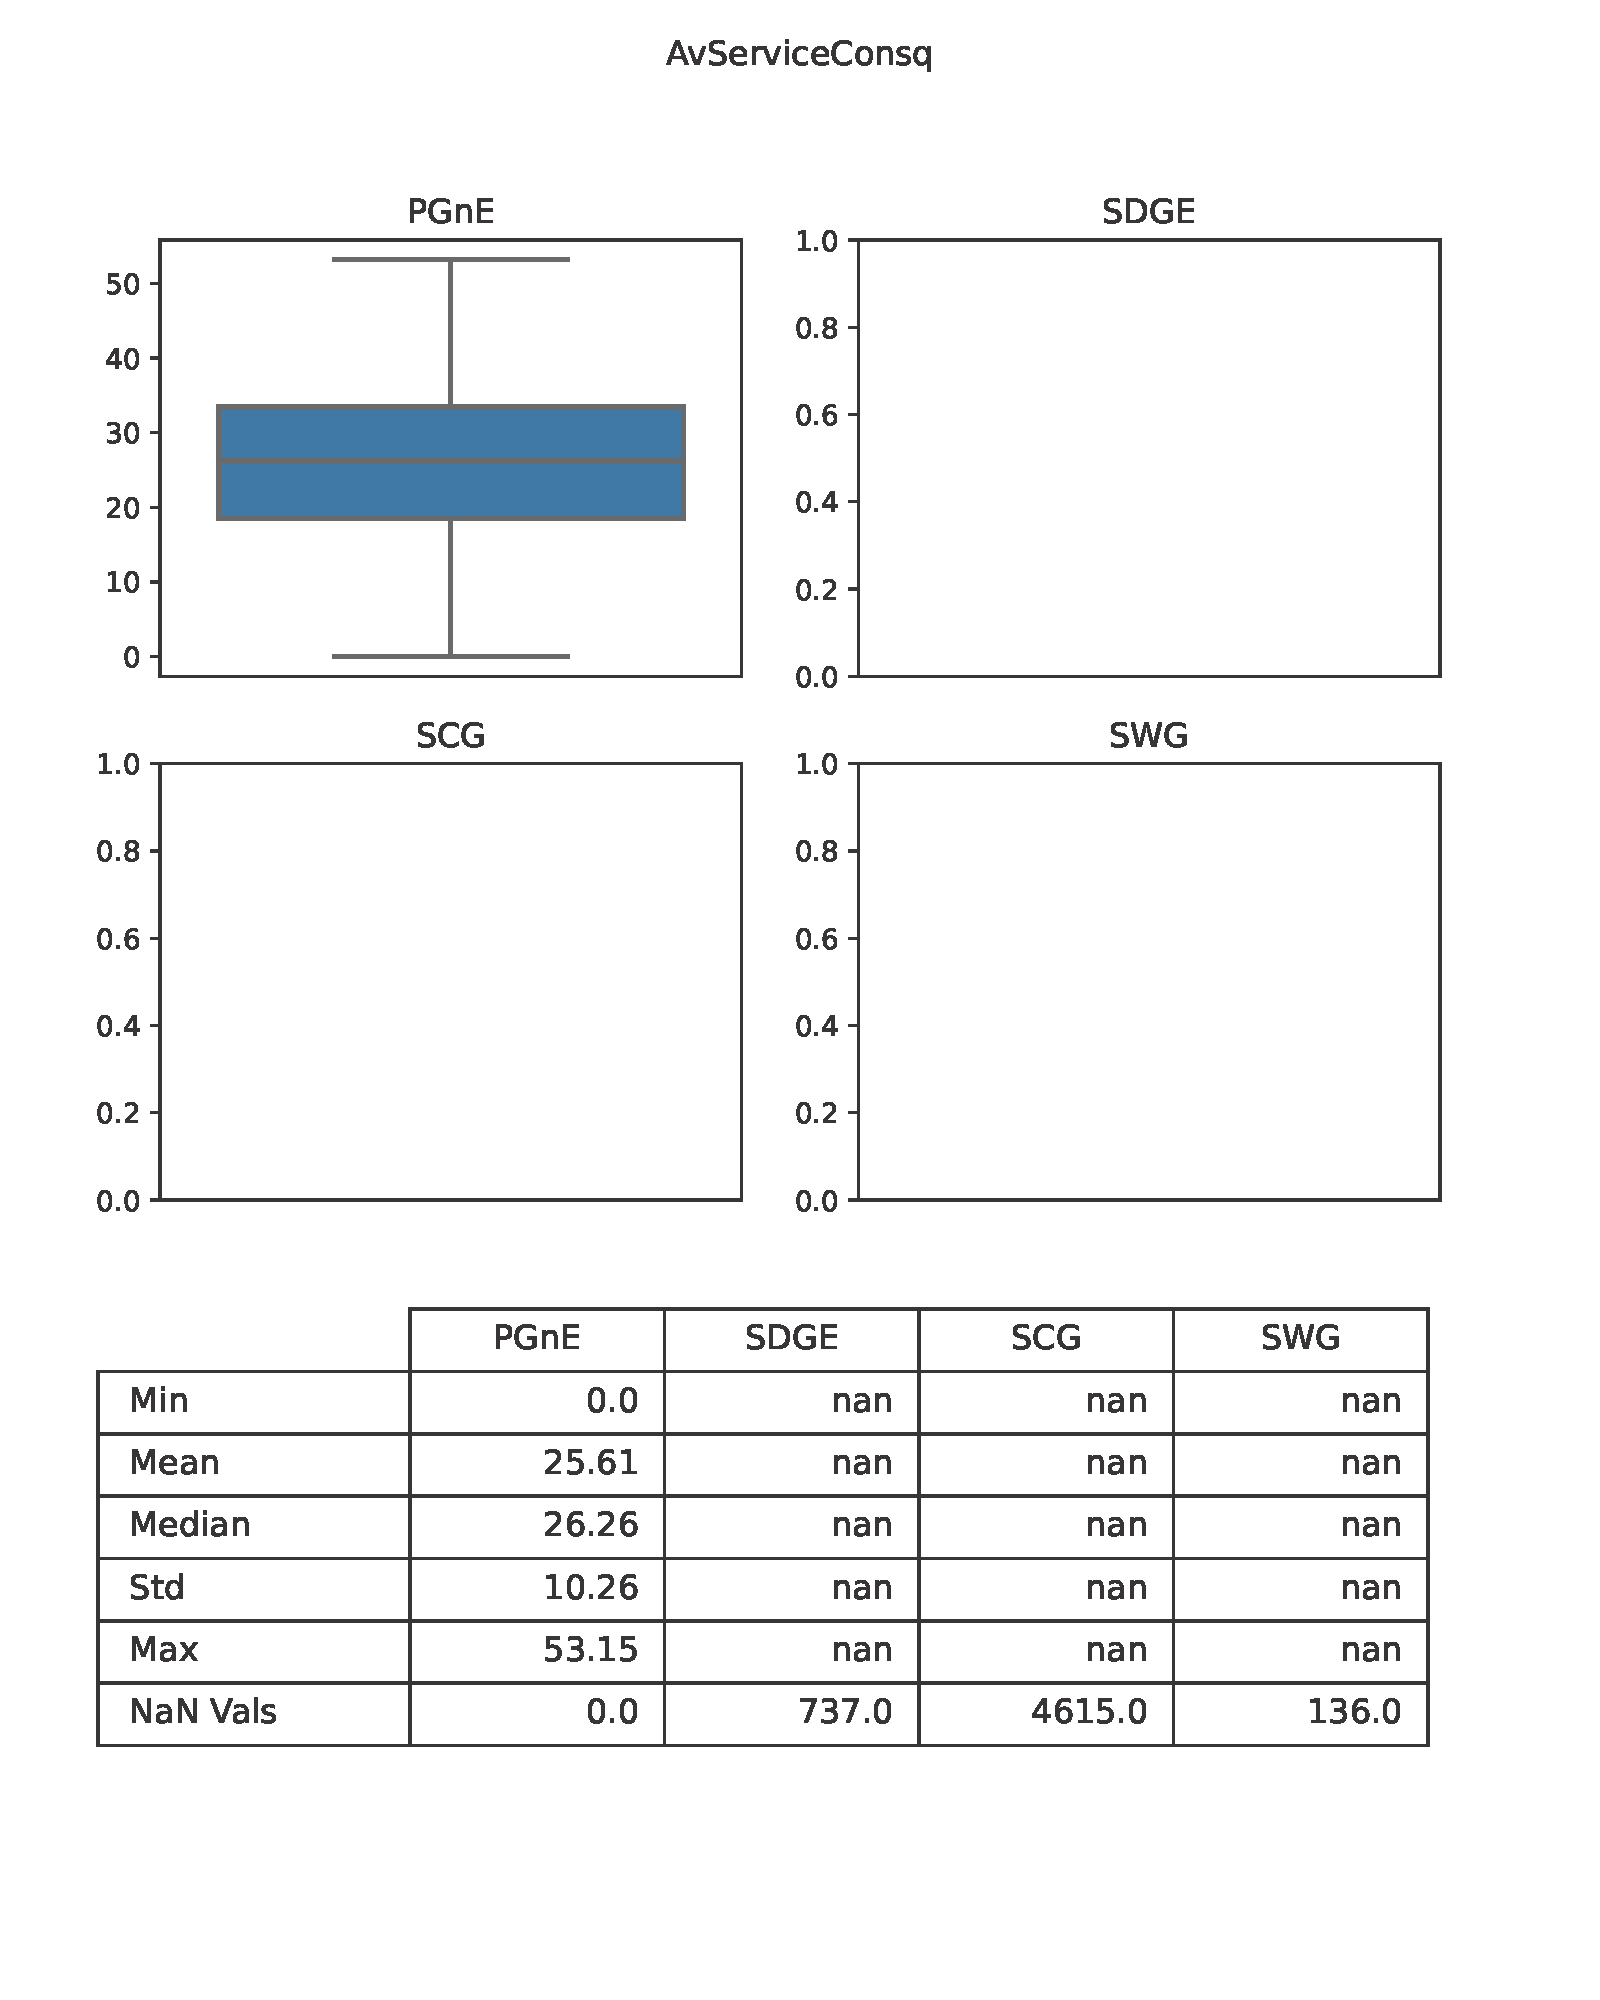 AvServiceConsq
PGnE
50
40
30
20
10
0
SDGE
1.0
0.8
0.6
0.4
0.2
0.0
SCG
1.0
0.8
0.6
0.4
0.2
0.0
SWG
1.0
0.8
0.6
0.4
0.2
0.0
PGnE SDGE SCG SWG
Min 0.0 nan nan nan
Mean 25.61 nan nan nan
Median 26.26 nan nan nan
Std 10.26 nan nan nan
Max 53.15 nan nan nan
NaN Vals 0.0 737.0 4615.0 136.0